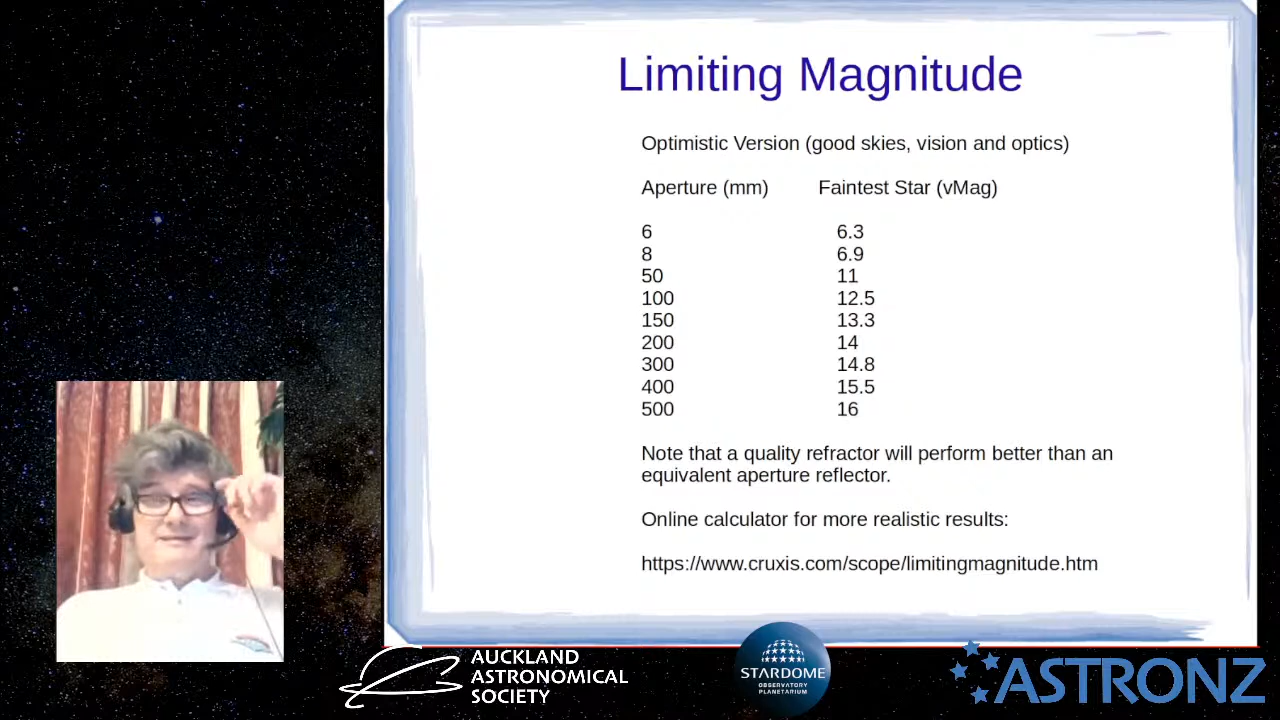 Limiting Magnitude
Optimistic Version (good skies, vision and optics)
Aperture (mm) Faintest Star (vMag)
6 6.3
8 6.9
50 11
100 12.5
150 13.3
200 14
300 14.8
400 15.5
500 16
Note that a quality refractor will perform better than an
equivalent aperture reflector.
Online calculator for more realistic results:
https://www.cruxis.com/scope/limitingmagnitude.htm
AUCKLAND
ASTRONOMICAL
SOCIETY
STARDOME
OBSERVATORY
PLANETARIUM
ASTRONZ